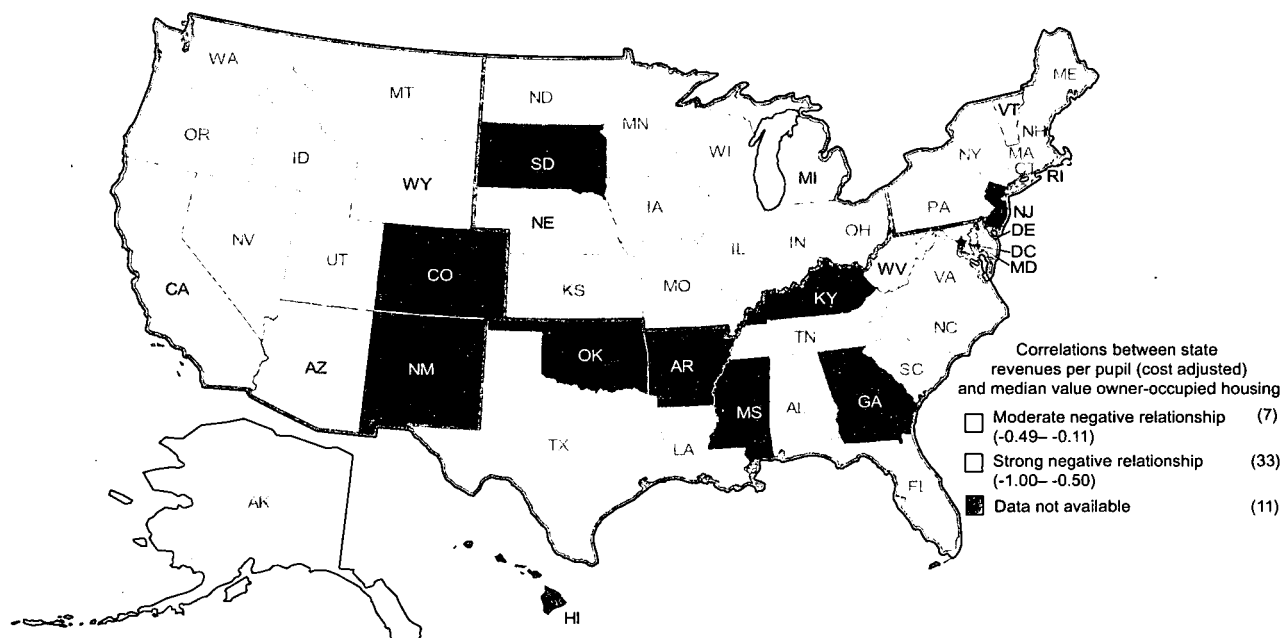 WA
MT
ND
MN
ME
VT
NH
OR
ID
SD
WI
NY
MA
CT
RI
WY
MI
IA
PA
NE
NJ
OH
DE
NV
IL
IN
UT
CO
DC
WV
MD
VA
CA
KS
MO
KY
NC
TN
OK
AZ
NM
AR
SC
MS
AL
GA
TX
LA
FL
AK
HI
Correlations between state
revenues per pupil (cost adjusted)
and median value owner-occupied housing
Moderate negative relationship (7)
(-0.49– -0.11)
Strong negative relationship (33)
(-1.00– -0.50)
Data not available (11)